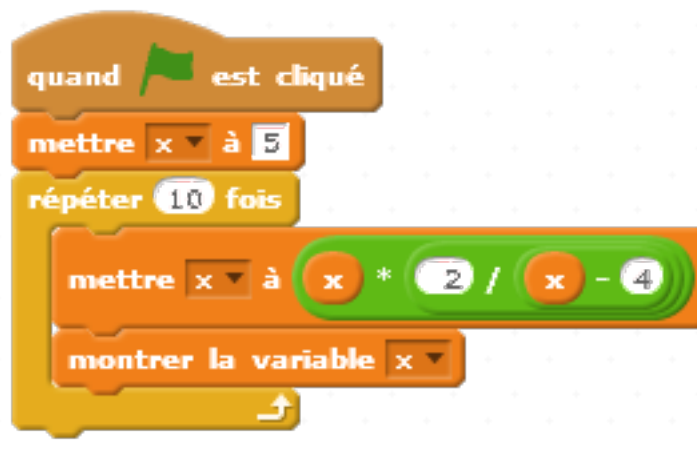 quand est cliqué
mettre x à 5
répéter 10 fois
mettre x à x * 2 / x - 4
montrer la variable x